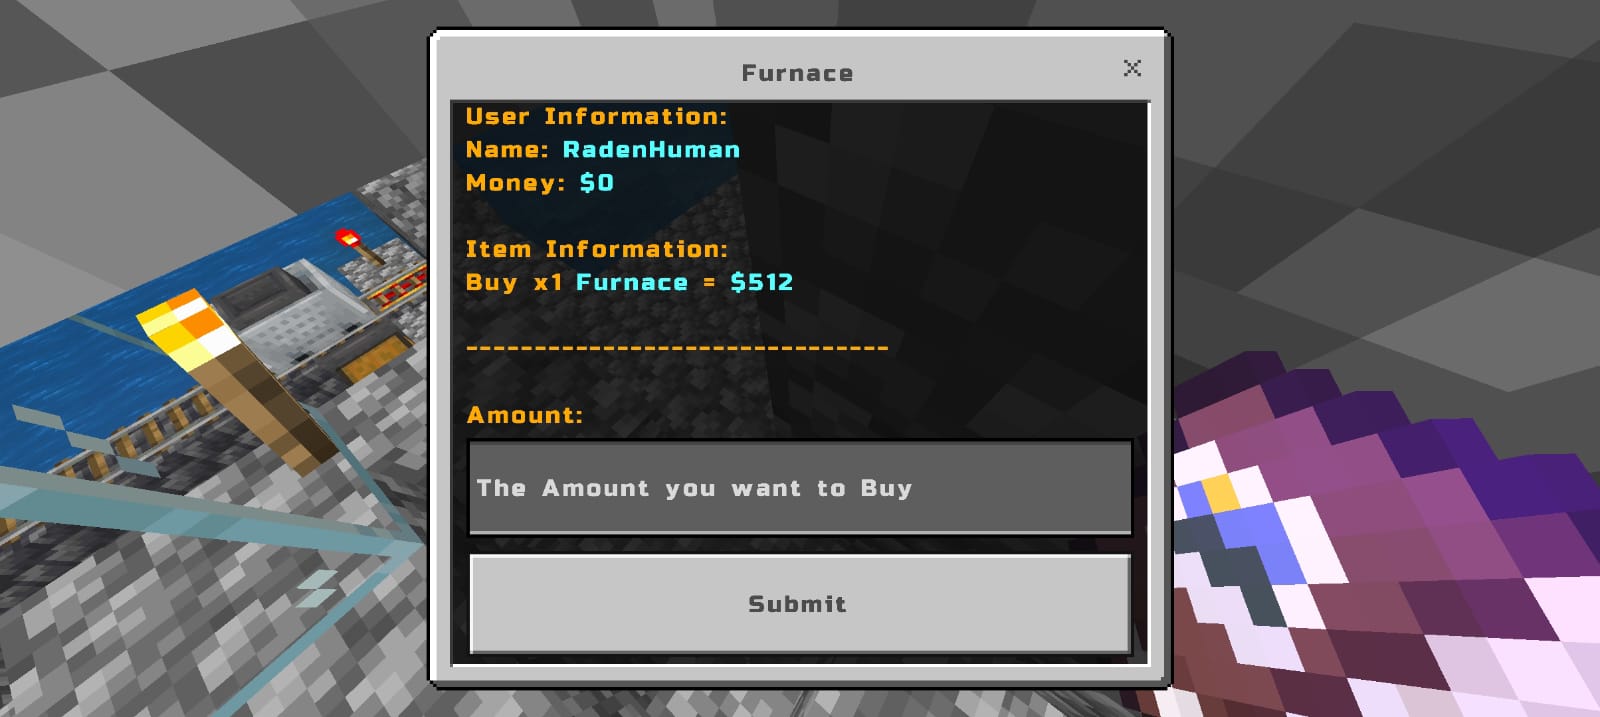 Furnace
User Information:
Name: RadenHuman
Money: $0
Item Information:
Buy x1 Furnace = $512
-------------------------------
Amount:
The Amount you want to Buy
Submit